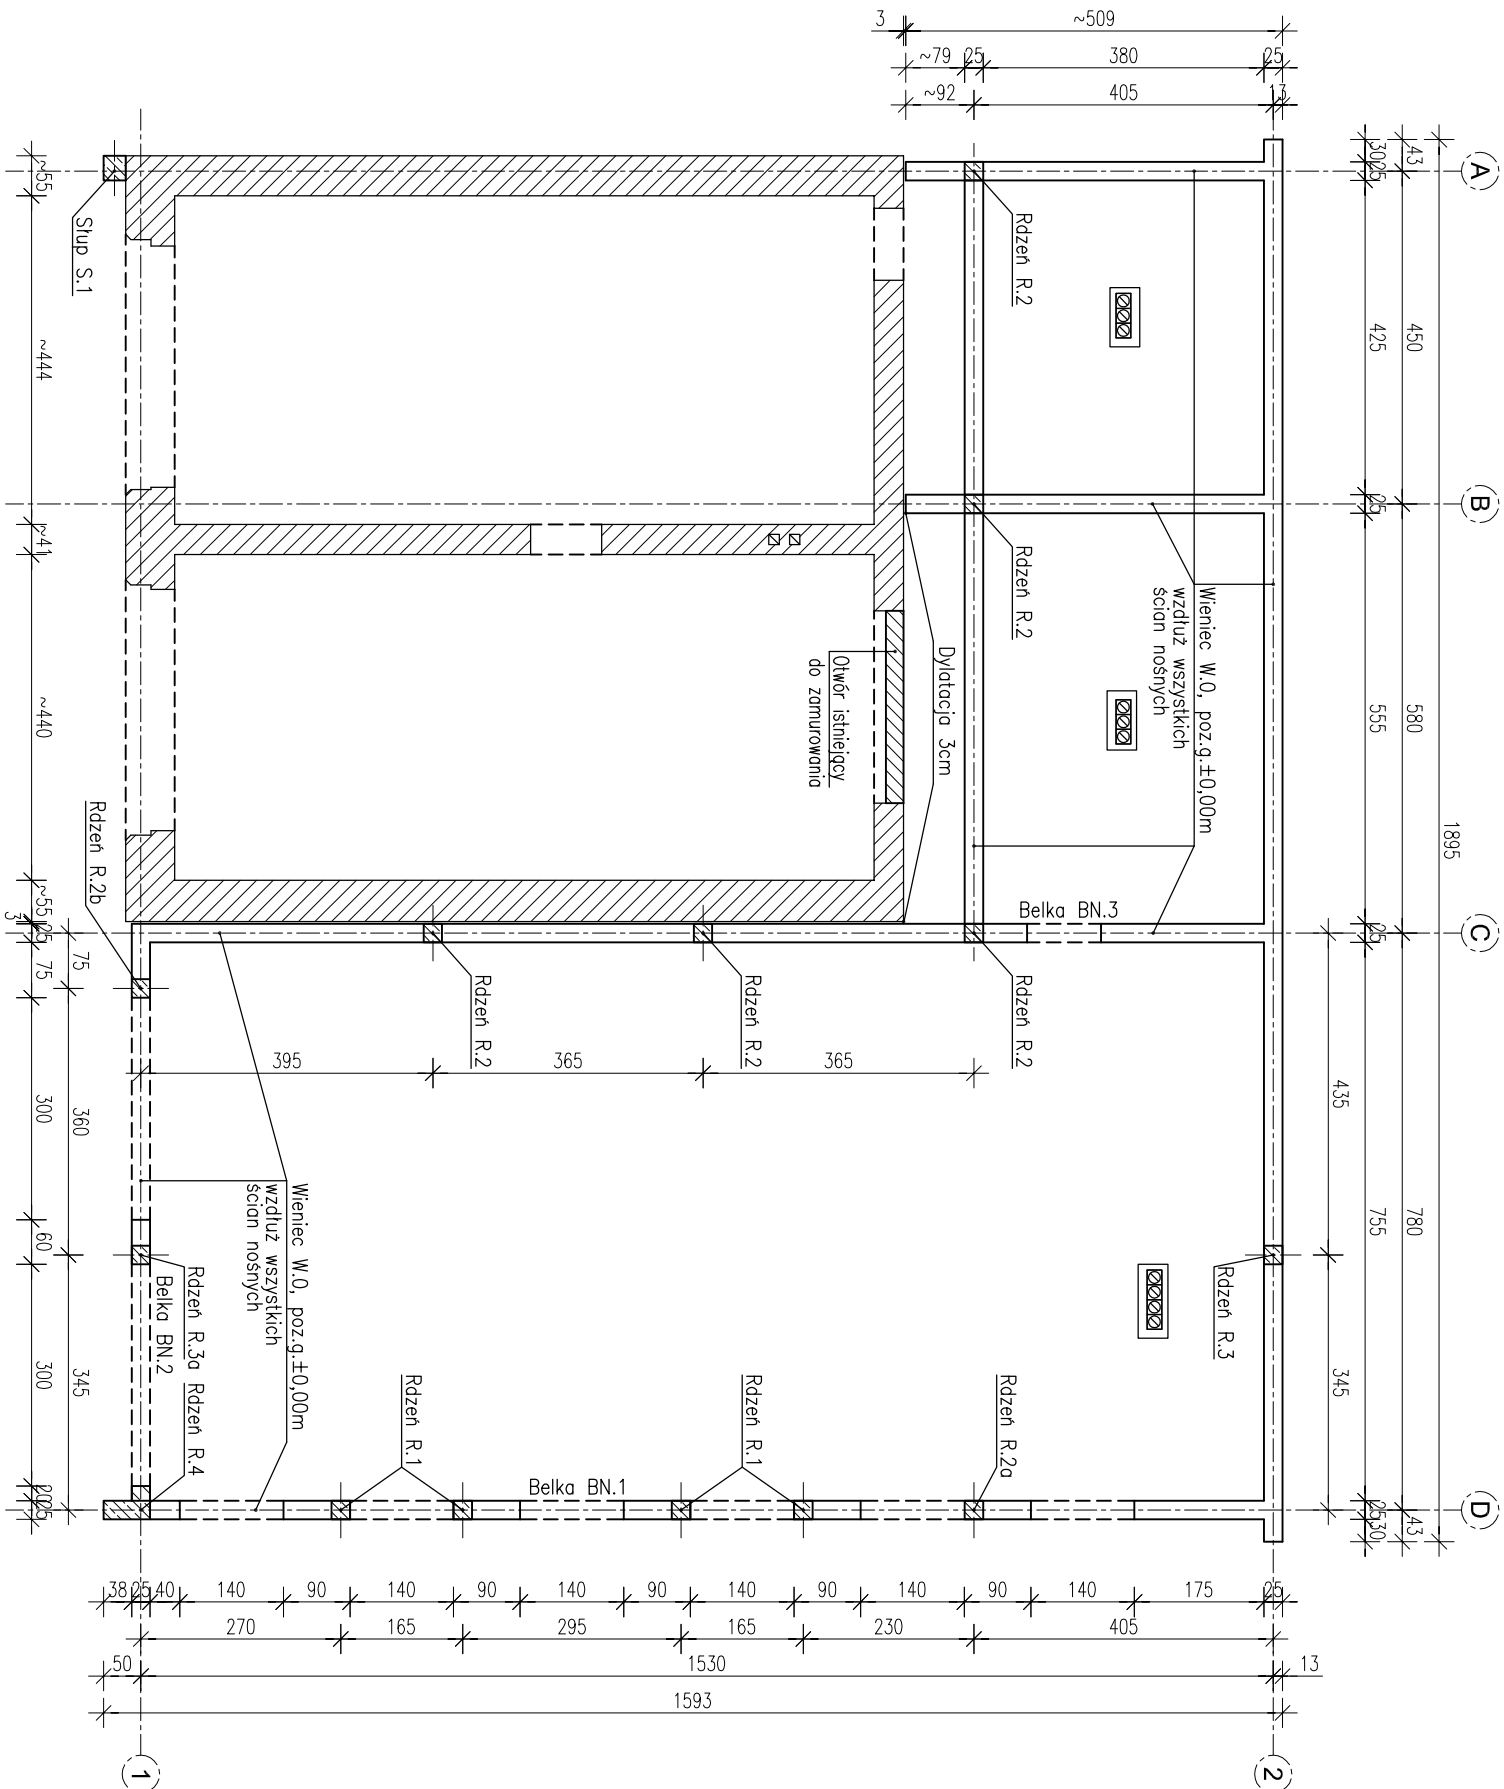 3
~509
~79
25
380
25
~92
405
13
A
B
C
D
43
450
580
780
43
30
25
425
25
555
25
755
25
30
1895
435
345
Rdzeń R.2
Rdzeń R.2
Rdzeń R.2
Rdzeń R.2
Rdzeń R.2
Wieniec W.0, poz.g.±0,00m
wzdłuż wszystkich
ścian nośnych
Dylatacja 3cm
Otwór istniejący
do zamurowania
Belka BN.3
Słup S.1
Rdzeń R.2b
395
365
365
Rdzeń R.3
Wieniec W.0, poz.g.±0,00m
wzdłuż wszystkich
ścian nośnych
Rdzeń R.3a
Rdzeń R.4
Belka BN.2
Rdzeń R.1
Rdzeń R.1
Rdzeń R.2a
Belka BN.1
~55
~444
~41
~440
~55
3
25
75
300
60
300
20
25
75
360
345
38
25
40
140
90
140
90
140
90
140
90
140
90
140
175
25
270
165
295
165
230
405
50
1530
13
1593
1
2